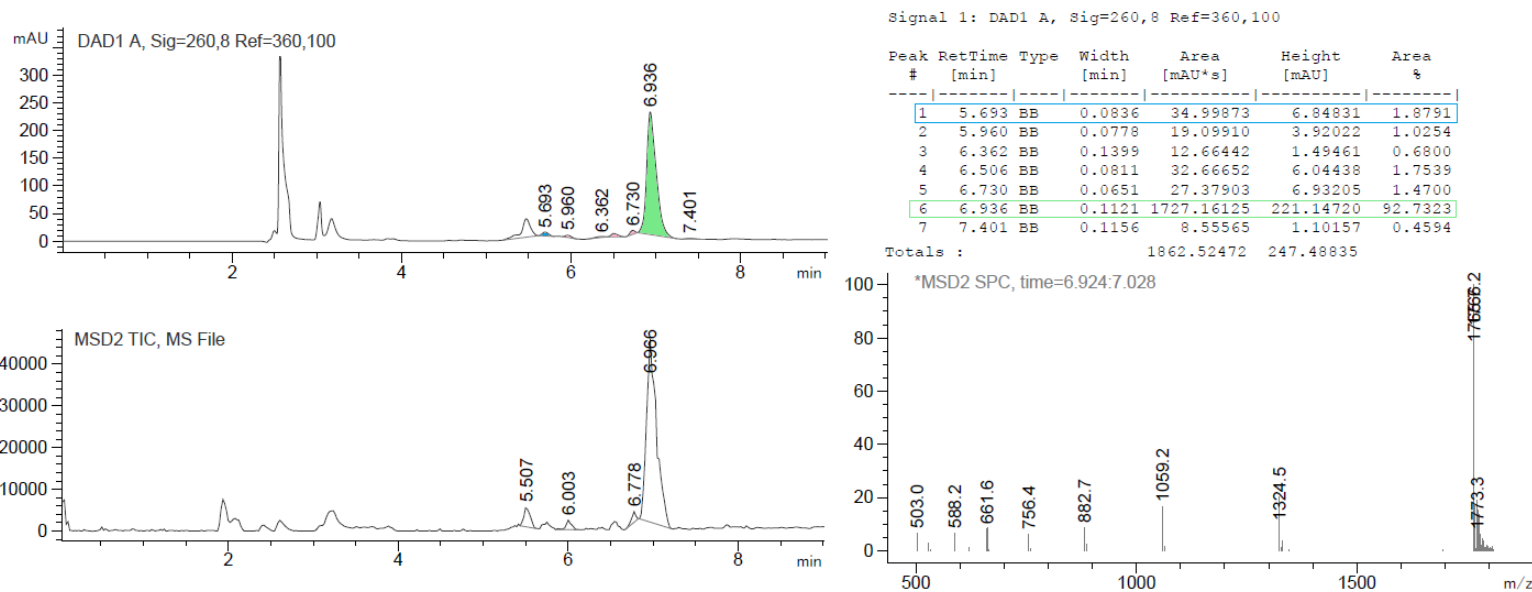 DAD1 A, Sig=260,8 Ref=360,100
mAU
300
250
200
150
100
50
0
5.693
5.960
6.362
6.730
6.936
7.401
2
4
6
8
min
MSD2 TIC, MS File
40000
30000
20000
10000
0
5.507
6.003
6.778
6.966
2
4
6
8
min
Signal 1: DAD1 A, Sig=260,8 Ref=360,100
Peak RetTime Type Width Area Height Area
# [min] [min] [mAU*s] [mAU] %
----|-------|----|-------|----------|----------|--------|
1 5.693 BB 0.0836 34.99873 6.84831 1.8791
2 5.960 BB 0.0778 19.09910 3.92022 1.0254
3 6.362 BB 0.1399 12.66442 1.49461 0.6800
4 6.506 BB 0.0811 32.66652 6.04438 1.7539
5 6.730 BB 0.0651 27.37903 6.93205 1.4700
6 6.936 BB 0.1121 1727.16125 221.14720 92.7323
7 7.401 BB 0.1156 8.55565 1.10157 0.4594
Totals : 1862.52472 247.48835
*MSD2 SPC, time=6.924:7.028
100
80
60
40
20
0
503.0
588.2
661.6
756.4
882.7
1059.2
1324.5
1773.3
500
1000
1500
m/z